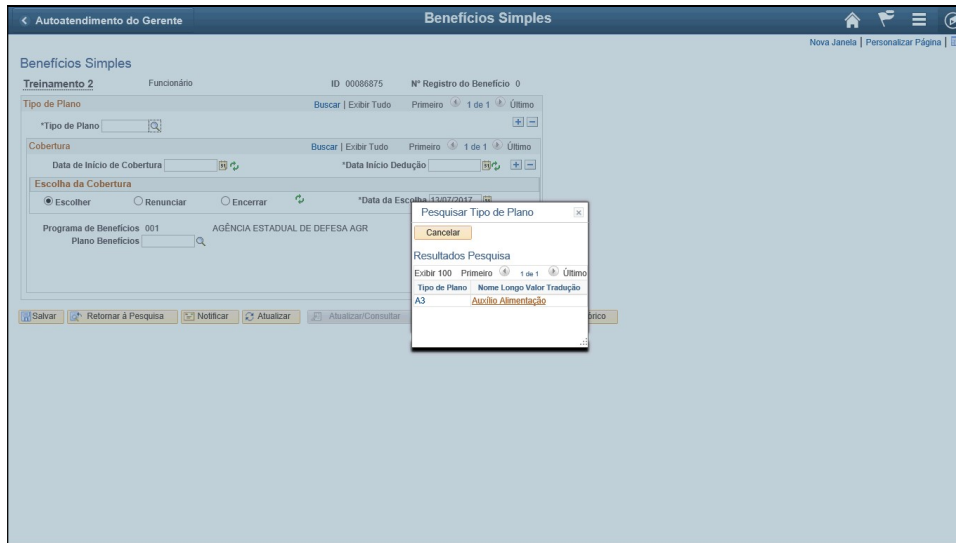 Autoatendimento do Gerente
Benefícios Simples
Nova Janela | Personalizar Página |
Benefícios Simples
Treinamento 2 Funcionário ID 00086875 Nº Registro do Benefício 0
Tipo de Plano Buscar | Exibir Tudo Primeiro 1 de 1 Último
*Tipo de Plano
Cobertura Buscar | Exibir Tudo Primeiro 1 de 1 Último
Data de Início de Cobertura *Data Início Dedução
Escolha da Cobertura
Escolher Renunciar Encerrar *Data da Escolha 13/07/2017
Programa de Benefícios 001 AGÊNCIA ESTADUAL DE DEFESA AGR
Plano Benefícios
Pesquisar Tipo de Plano
Cancelar
Resultados Pesquisa
Exibir 100 Primeiro 1 de 1 Último
Tipo de Plano Nome Longo Valor Tradução
A3 Auxílio Alimentação
Salvar Retornar à Pesquisa Notificar Atualizar Atualizar/Consultar órico